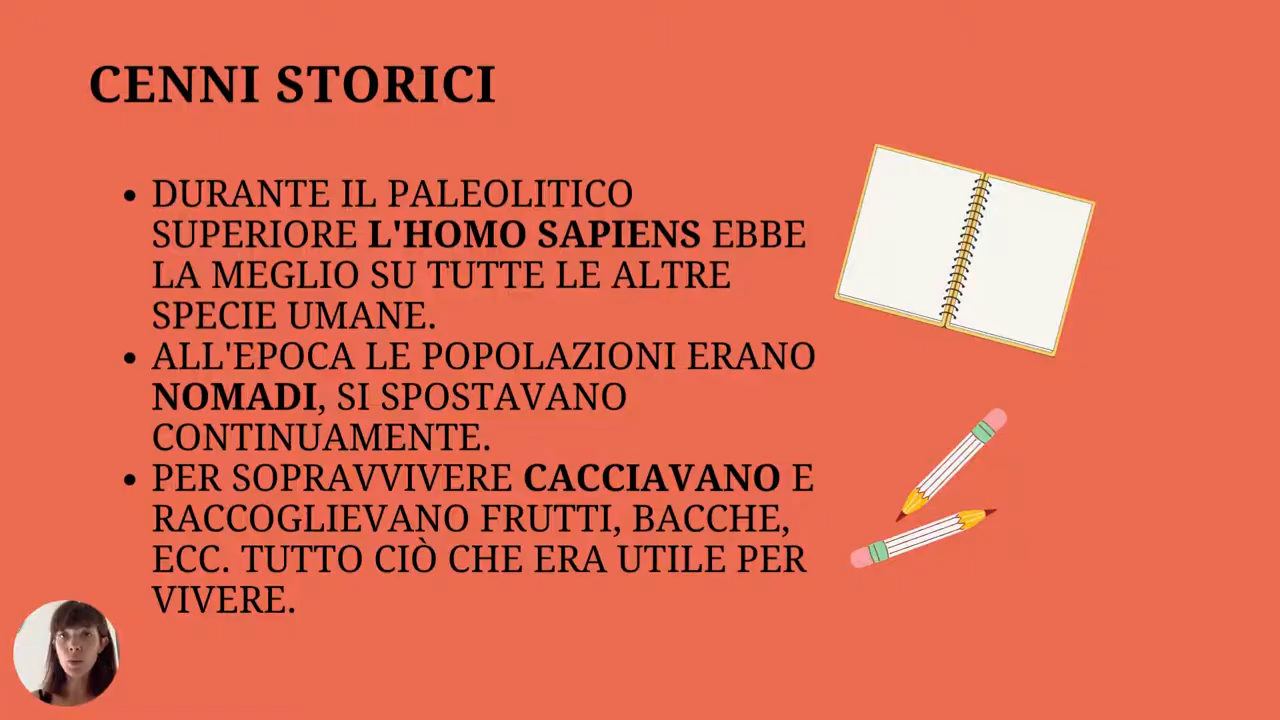 CENNI STORICI
• DURANTE IL PALEOLITICO
SUPERIORE L'HOMO SAPIENS EBBE
LA MEGLIO SU TUTTE LE ALTRE
SPECIE UMANE.
• ALL'EPOCA LE POPOLAZIONI ERANO
NOMADI, SI SPOSTAVANO
CONTINUAMENTE.
• PER SOPRAVVIVERE CACCIAVANO E
RACCOGLIEVANO FRUTTI, BACCHE,
ECC. TUTTO CIÒ CHE ERA UTILE PER
VIVERE.